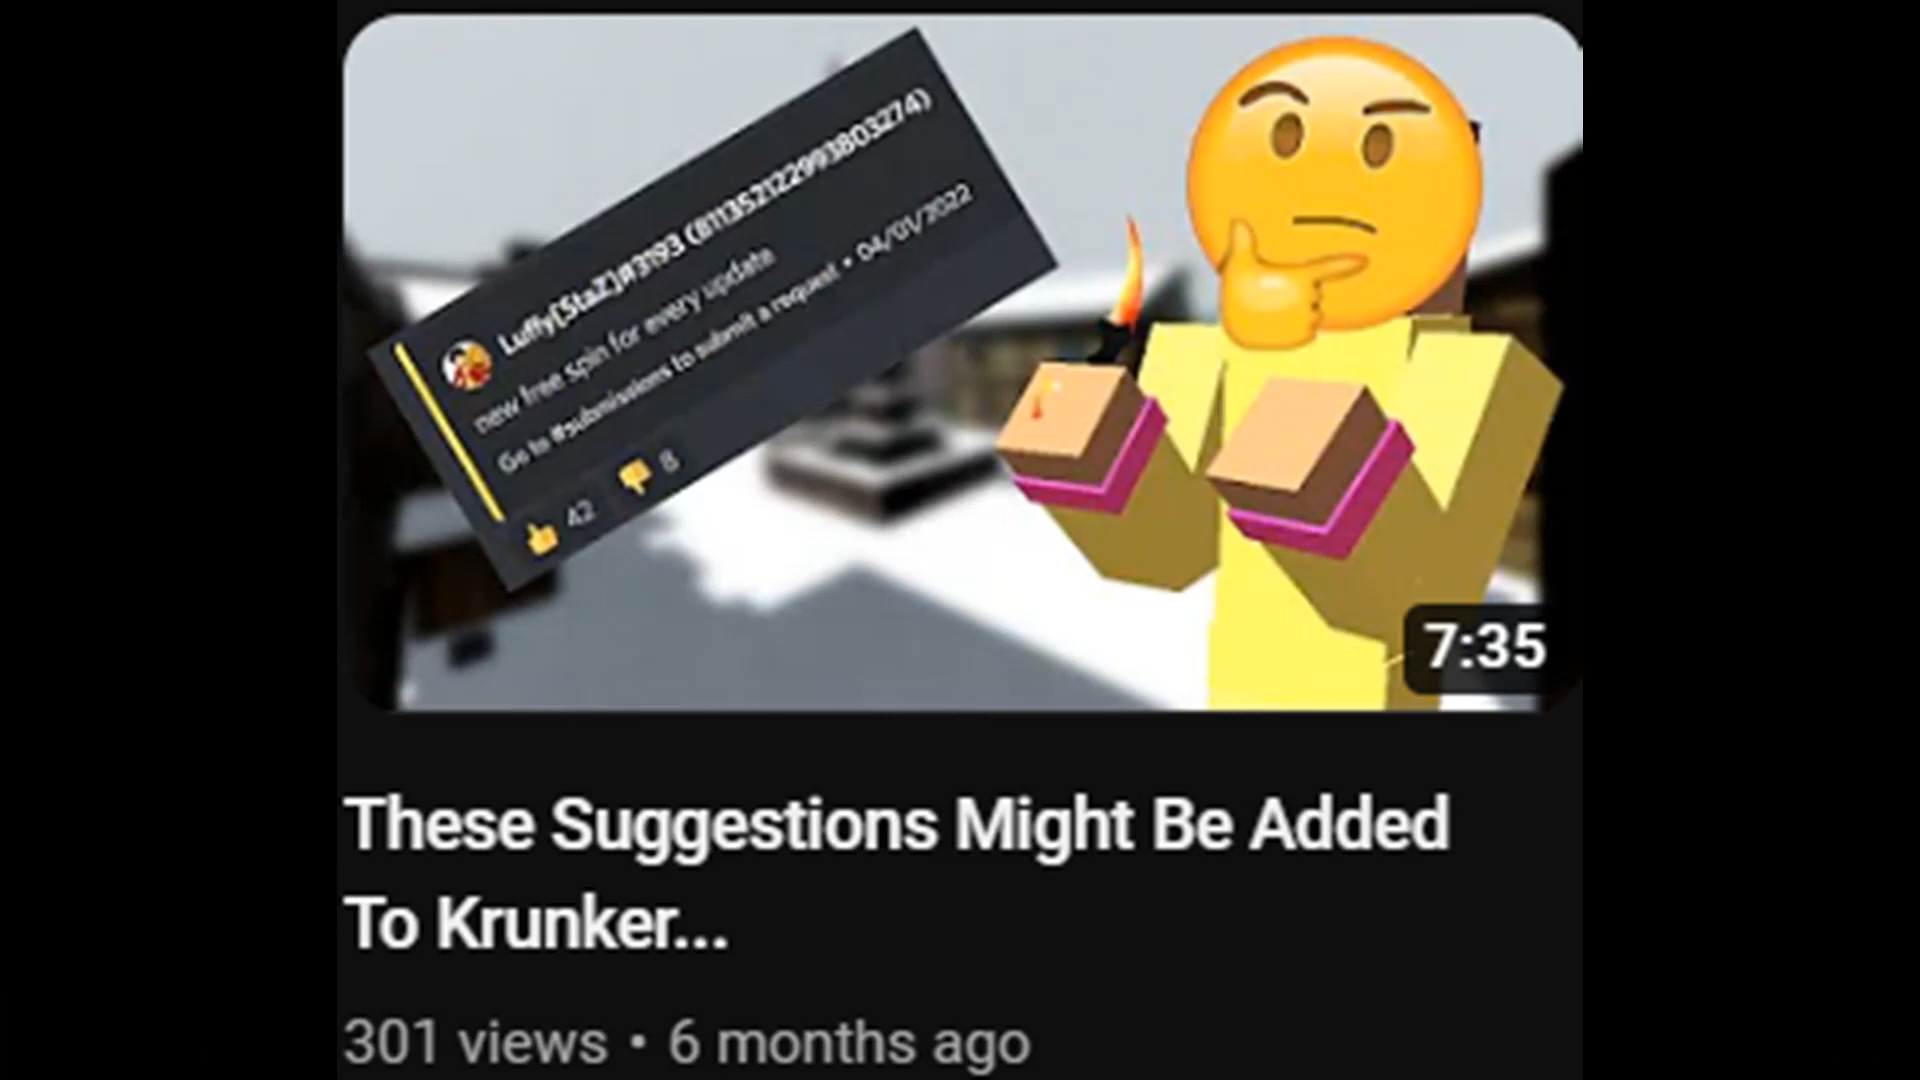 Luffy[StaZ]#3193 (811352122993803274)
new free spin for every update
Go to #submissions to submit a request • 04/01/2022
42 8
7:35
These Suggestions Might Be Added
To Krunker...
301 views • 6 months ago